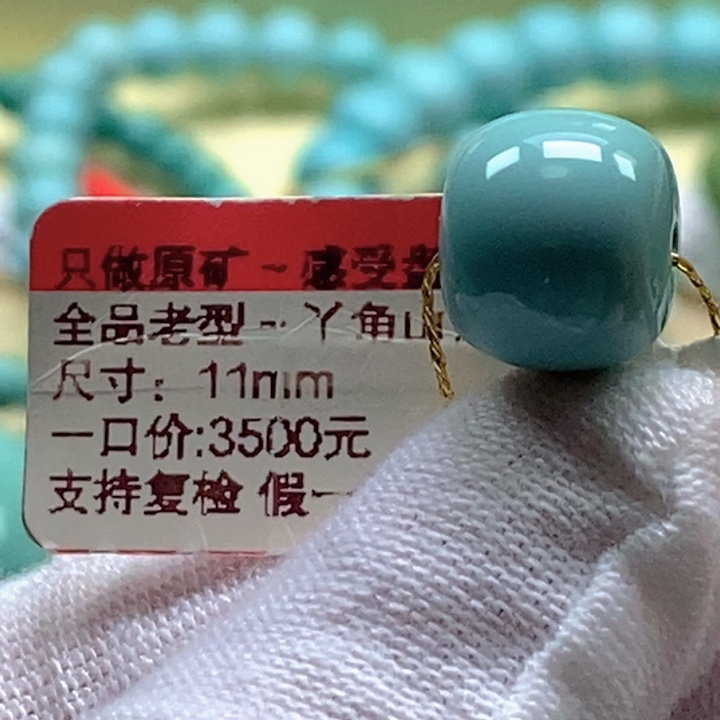 只做原矿 ~ 感受盘
全品老型 ~ 丫角山
尺寸：11mm
一口价:3500元
支持复检 假一